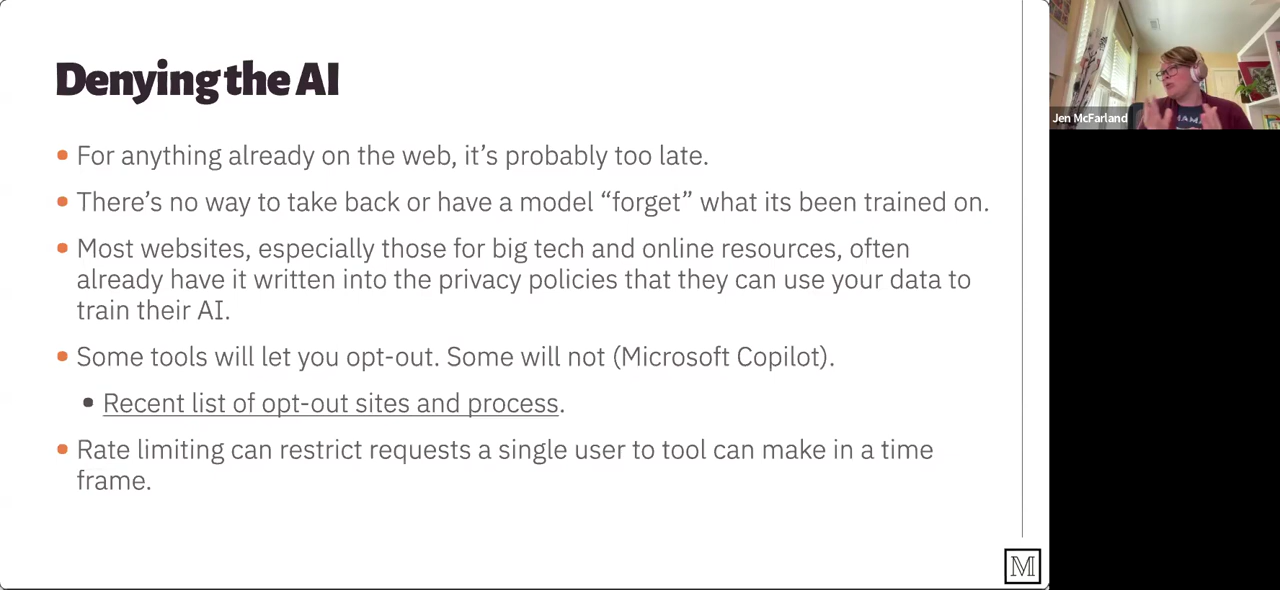 Denying the AI
• For anything already on the web, it’s probably too late.
• There’s no way to take back or have a model “forget” what its been trained on.
• Most websites, especially those for big tech and online resources, often
already have it written into the privacy policies that they can use your data to
train their AI.
• Some tools will let you opt-out. Some will not (Microsoft Copilot).
• Recent list of opt-out sites and process.
• Rate limiting can restrict requests a single user to tool can make in a time
frame.
M
Jen McFarland
MAMA